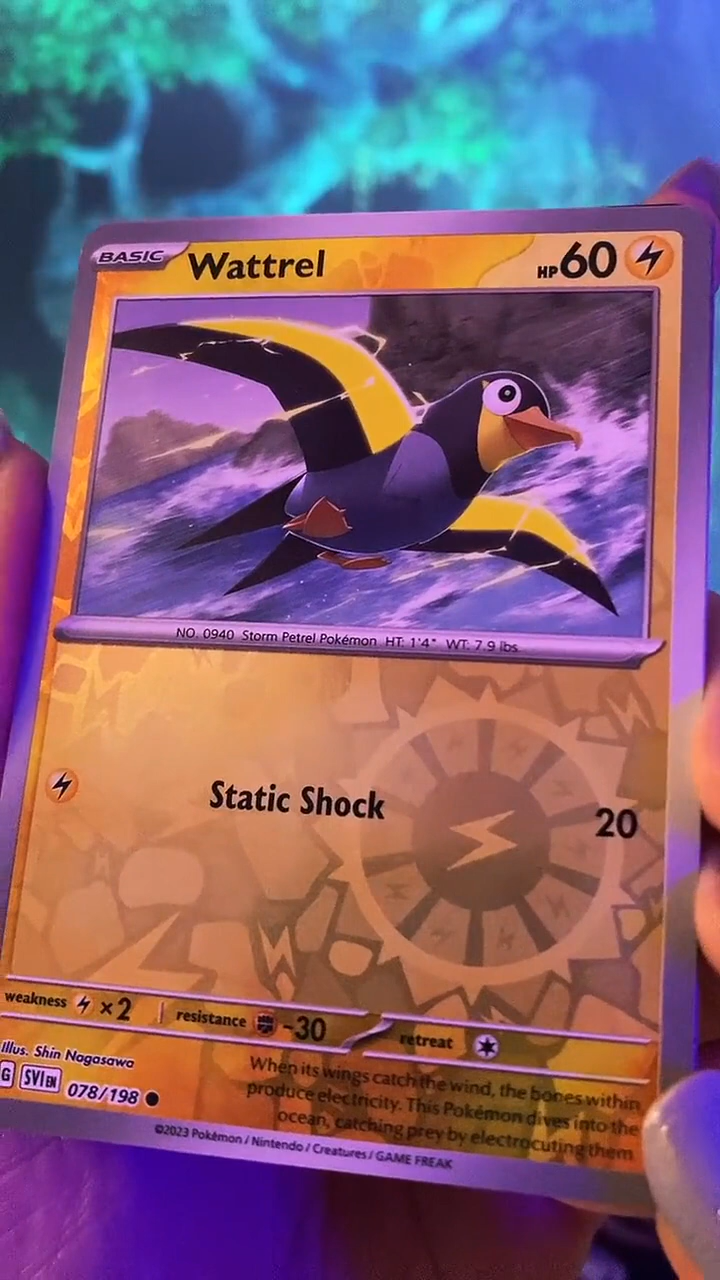 BASIC Wattrel HP 60
NO. 0940 Storm Petrel Pokémon HT: 1'4" WT: 7.9 lbs.
Static Shock 20
weakness ×2 resistance -30 retreat
Illus. Shin Nagasawa
G SVI EN 078/198
When its wings catch the wind, the bones within
produce electricity. This Pokémon dives into the
ocean, catching prey by electrocuting them
©2023 Pokémon / Nintendo / Creatures / GAME FREAK